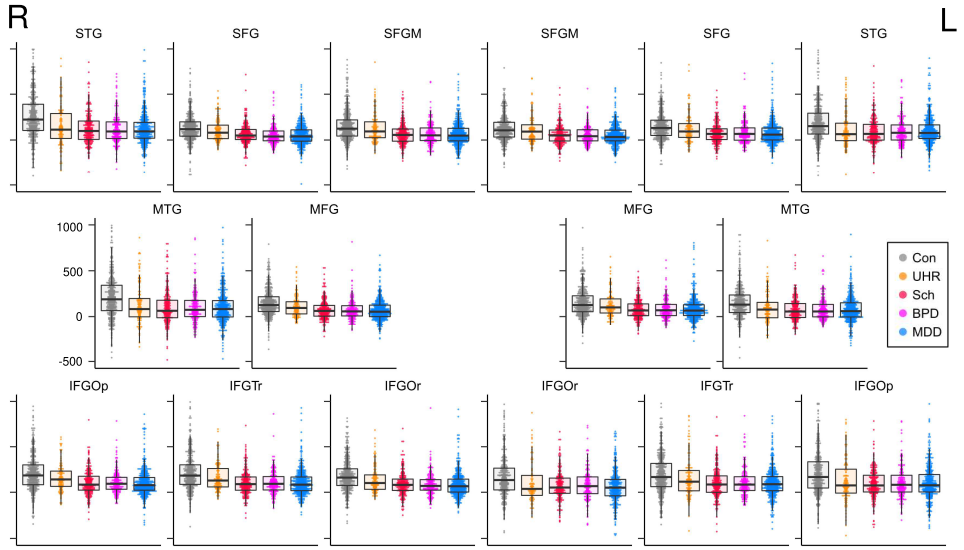 R L
STG SFG SFGM SFGM SFG STG
MTG MFG MFG MTG
1000
500
0
-500
Con
UHR
Sch
BPD
MDD
IFGOp IFGTr IFGOr IFGOr IFGTr IFGOp